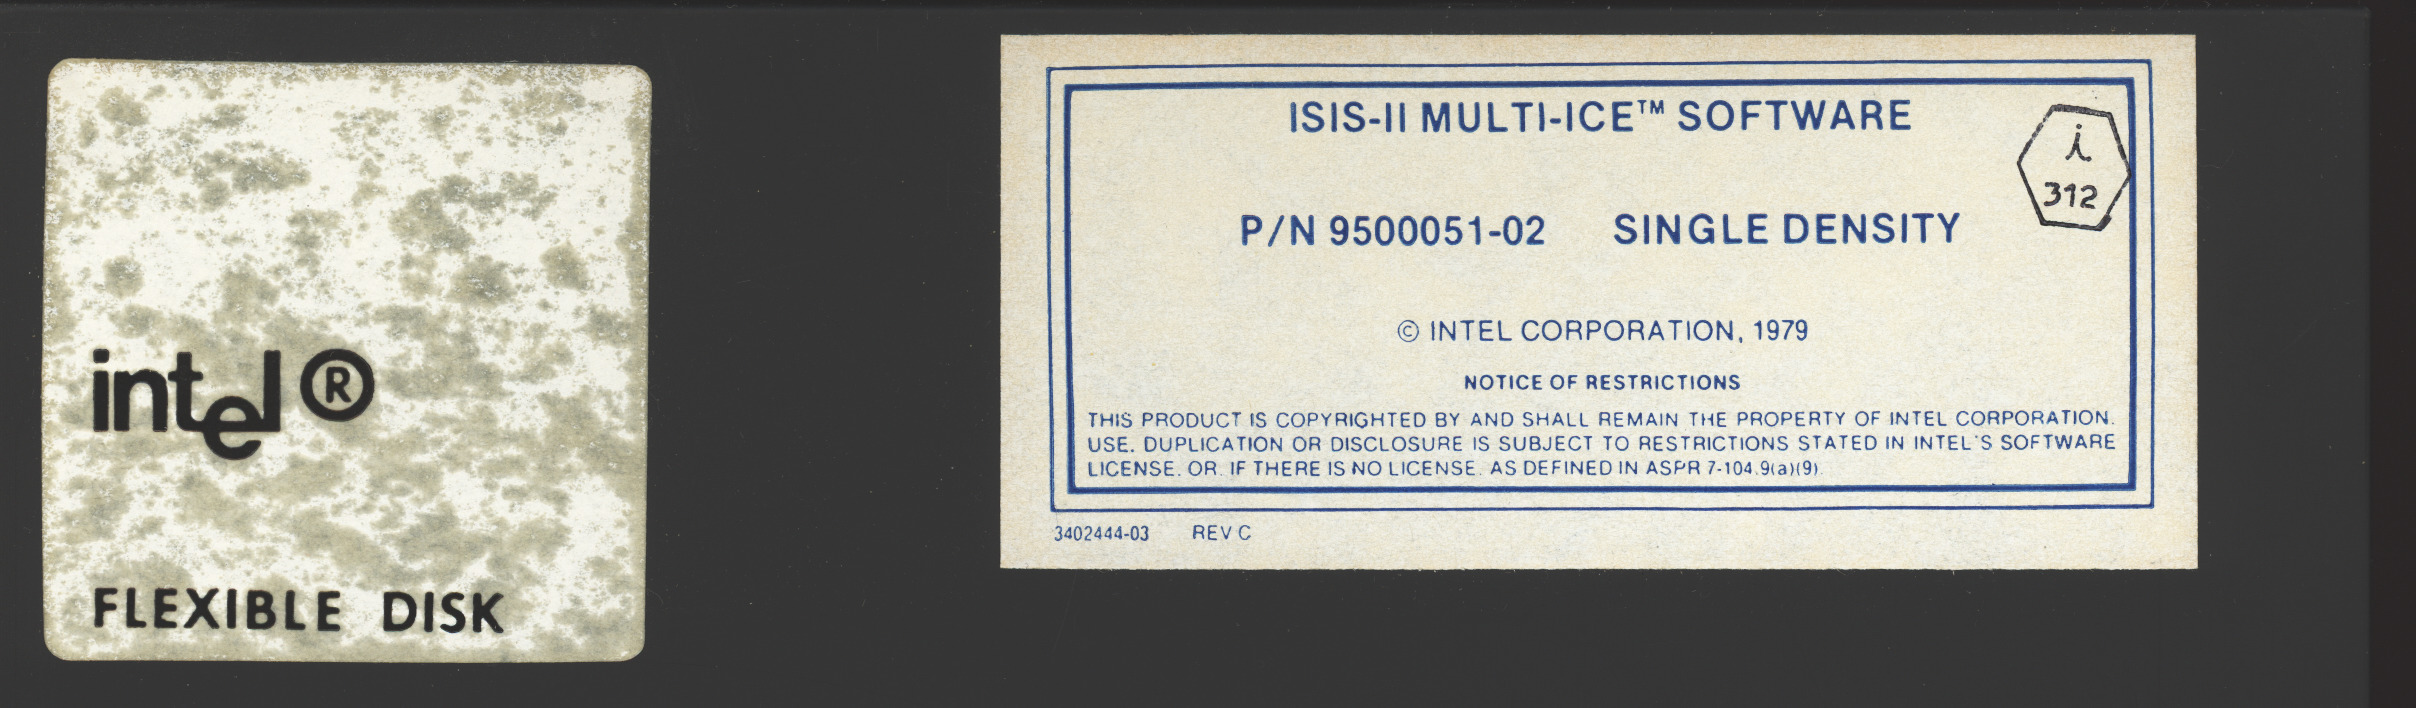 intel®
FLEXIBLE DISK
ISIS-II MULTI-ICE™ SOFTWARE
i
312
P/N 9500051-02 SINGLE DENSITY
© INTEL CORPORATION, 1979
NOTICE OF RESTRICTIONS
THIS PRODUCT IS COPYRIGHTED BY AND SHALL REMAIN THE PROPERTY OF INTEL CORPORATION.
USE, DUPLICATION OR DISCLOSURE IS SUBJECT TO RESTRICTIONS STATED IN INTEL'S SOFTWARE
LICENSE, OR, IF THERE IS NO LICENSE, AS DEFINED IN ASPR 7-104.9(a)(9).
3402444-03 REV C